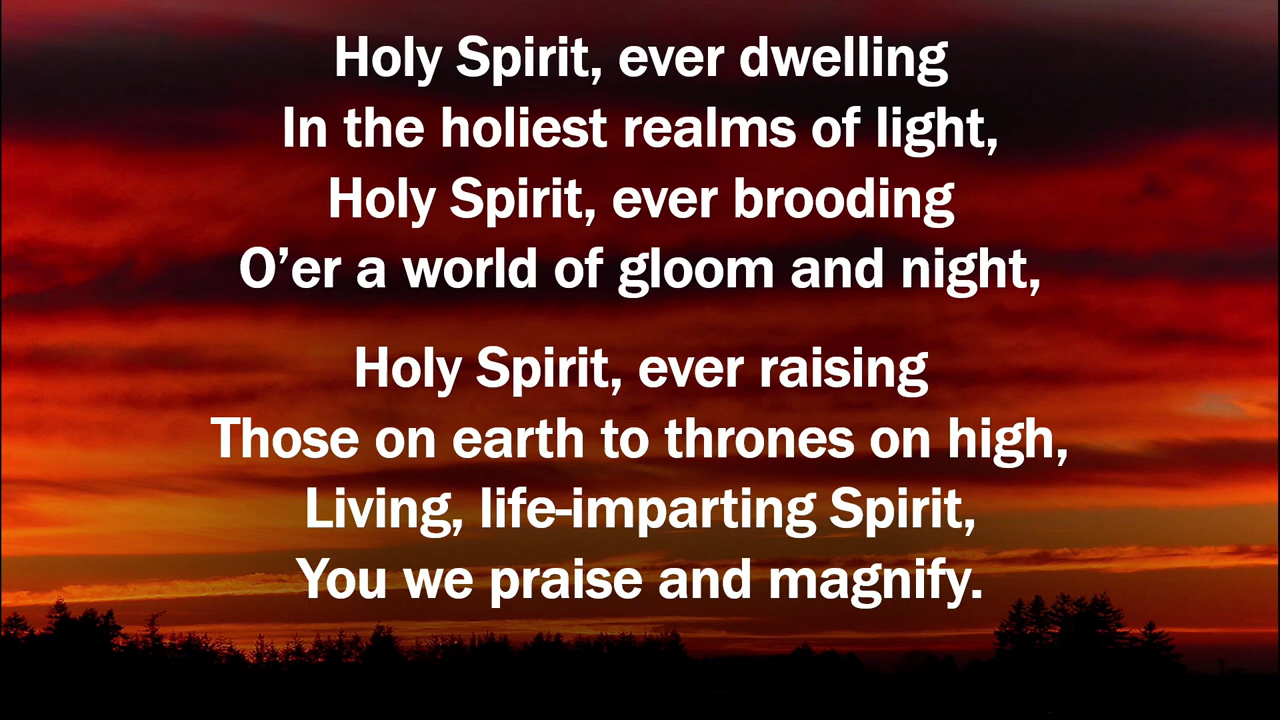 Holy Spirit, ever dwelling
In the holiest realms of light,
Holy Spirit, ever brooding
O’er a world of gloom and night,
Holy Spirit, ever raising
Those on earth to thrones on high,
Living, life-imparting Spirit,
You we praise and magnify.